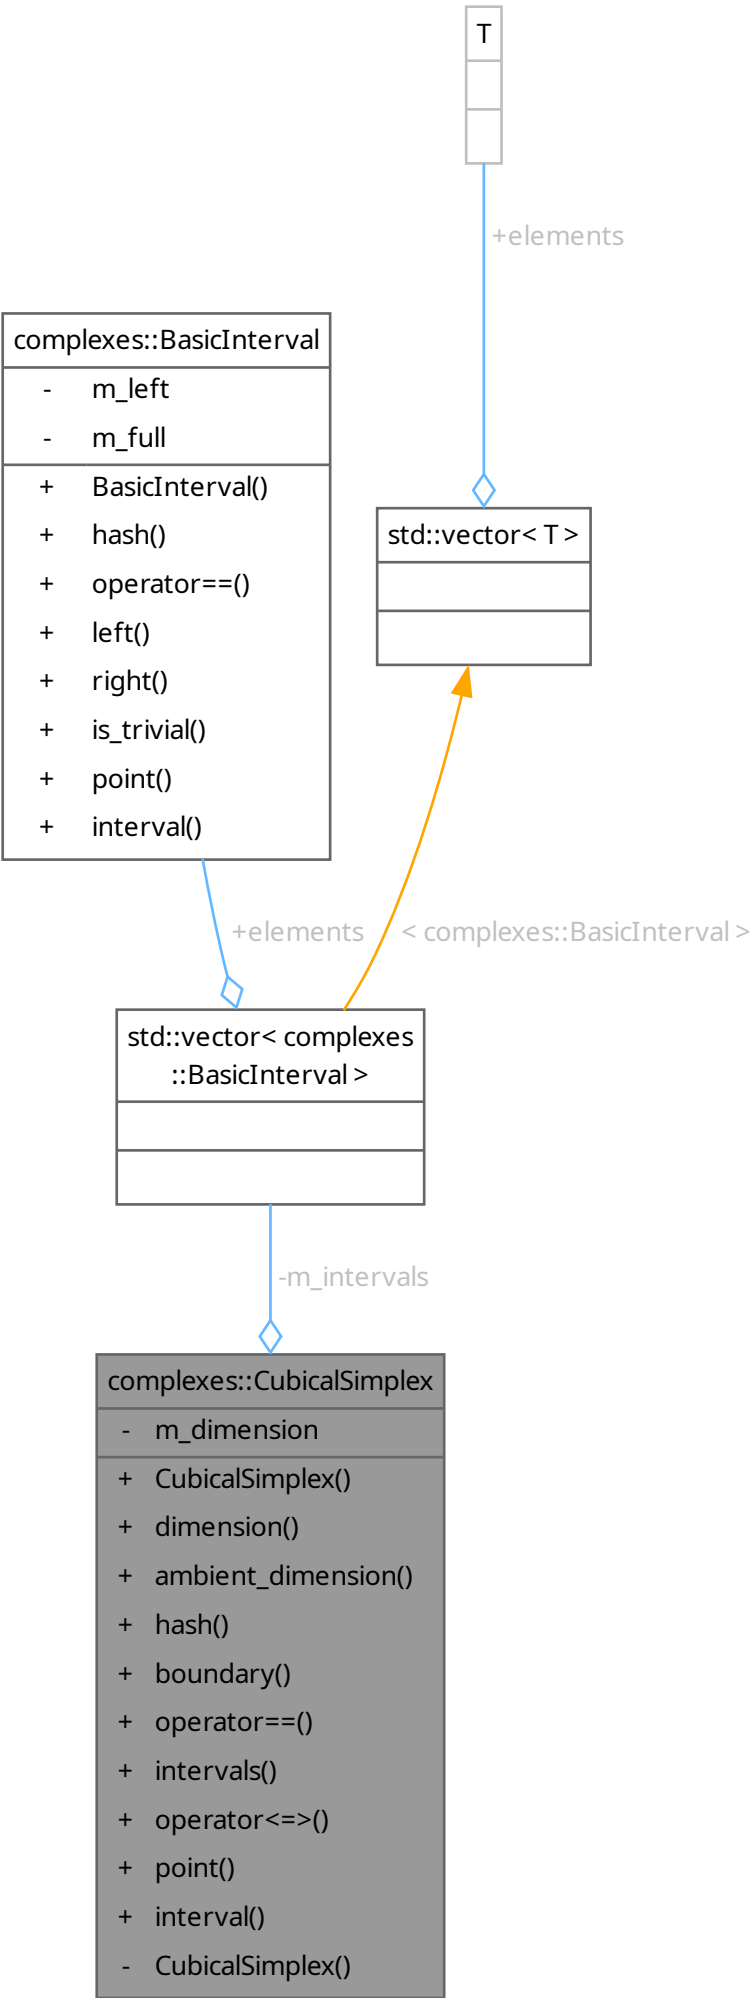 T
+elements
complexes::BasicInterval
- m_left
- m_full
+ BasicInterval()
+ hash()
+ operator==()
+ left()
+ right()
+ is_trivial()
+ point()
+ interval()
std::vector< T >
+elements
< complexes::BasicInterval >
std::vector< complexes
::BasicInterval >
-m_intervals
complexes::CubicalSimplex
- m_dimension
+ CubicalSimplex()
+ dimension()
+ ambient_dimension()
+ hash()
+ boundary()
+ operator==()
+ intervals()
+ operator<=>()
+ point()
+ interval()
- CubicalSimplex()